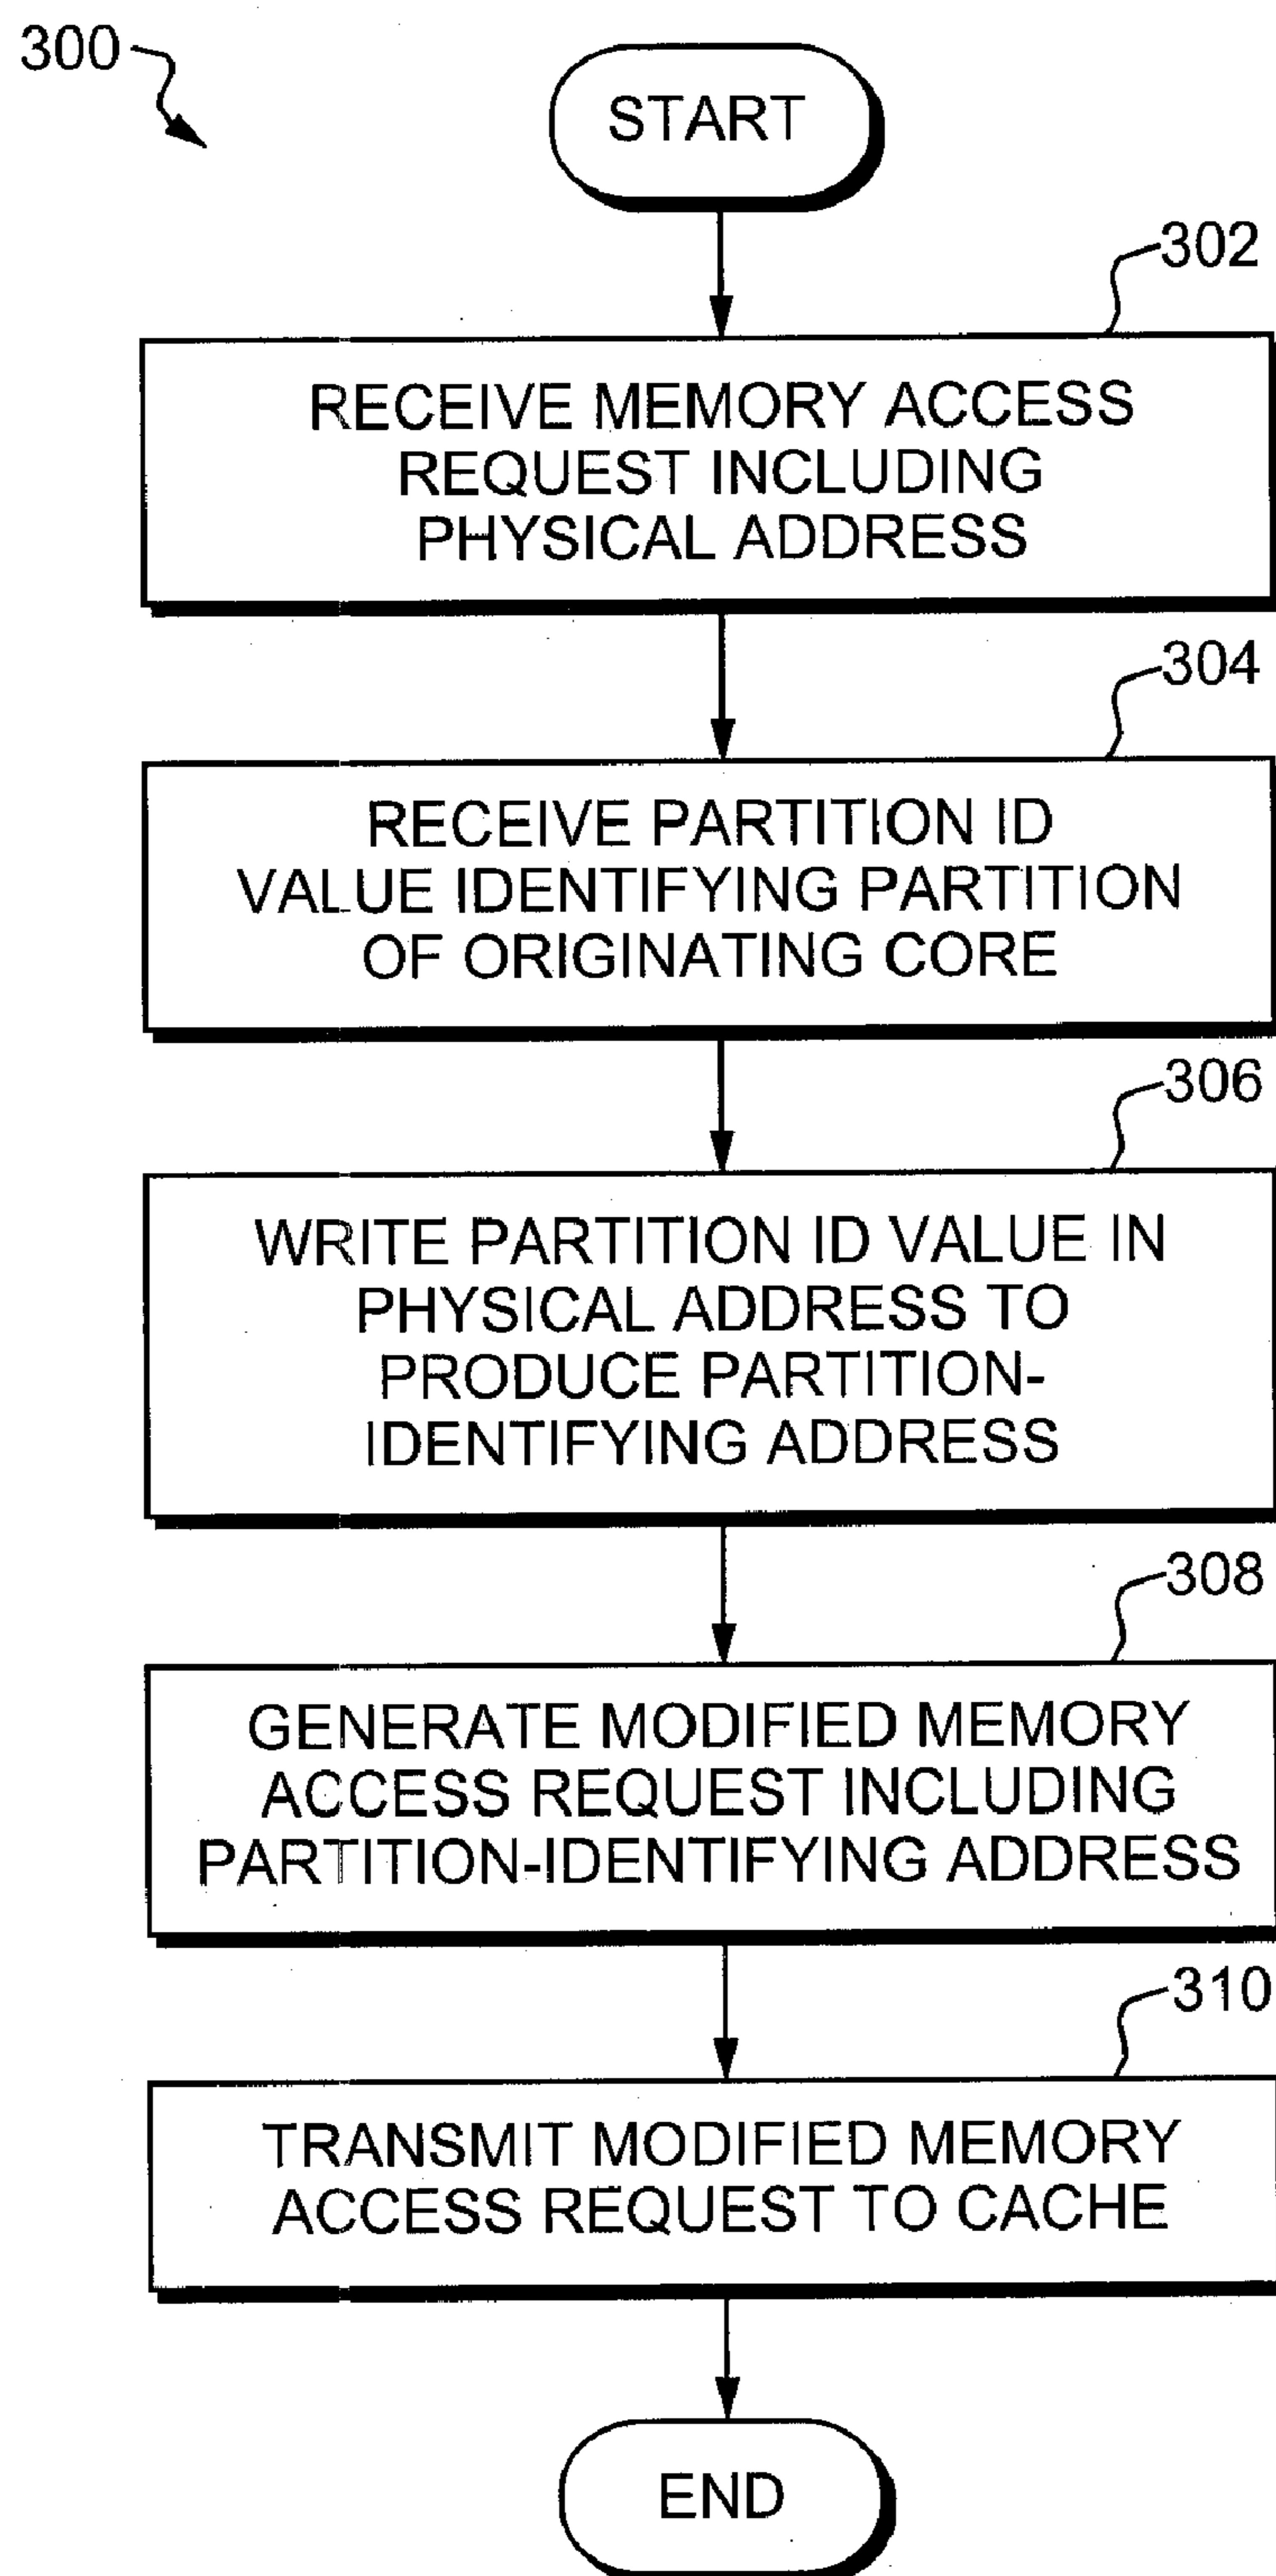 300
START
302
RECEIVE MEMORY ACCESS
REQUEST INCLUDING
PHYSICAL ADDRESS
304
RECEIVE PARTITION ID
VALUE IDENTIFYING PARTITION
OF ORIGINATING CORE
306
WRITE PARTITION ID VALUE IN
PHYSICAL ADDRESS TO
PRODUCE PARTITION-
IDENTIFYING ADDRESS
308
GENERATE MODIFIED MEMORY
ACCESS REQUEST INCLUDING
PARTITION-IDENTIFYING ADDRESS
310
TRANSMIT MODIFIED MEMORY
ACCESS REQUEST TO CACHE
END